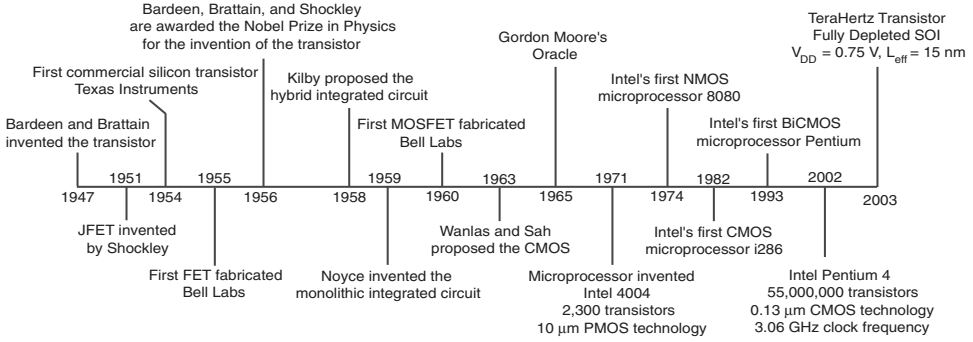 Bardeen, Brattain, and Shockley
are awarded the Nobel Prize in Physics
for the invention of the transistor
TeraHertz Transistor
Fully Depleted SOI
V_DD = 0.75 V, L_eff = 15 nm
Gordon Moore's
Oracle
First commercial silicon transistor
Texas Instruments
Kilby proposed the
hybrid integrated circuit
Intel's first NMOS
microprocessor 8080
Bardeen and Brattain
invented the transistor
First MOSFET fabricated
Bell Labs
Intel's first BiCMOS
microprocessor Pentium
1951 1955 1959 1963 1971 1982 2002
1947 1954 1956 1958 1960 1965 1974 1993 2003
JFET invented
by Shockley
Wanlas and Sah
proposed the CMOS
Intel's first CMOS
microprocessor i286
First FET fabricated
Bell Labs
Noyce invented the
monolithic integrated circuit
Microprocessor invented
Intel 4004
2,300 transistors
10 μm PMOS technology
Intel Pentium 4
55,000,000 transistors
0.13 μm CMOS technology
3.06 GHz clock frequency